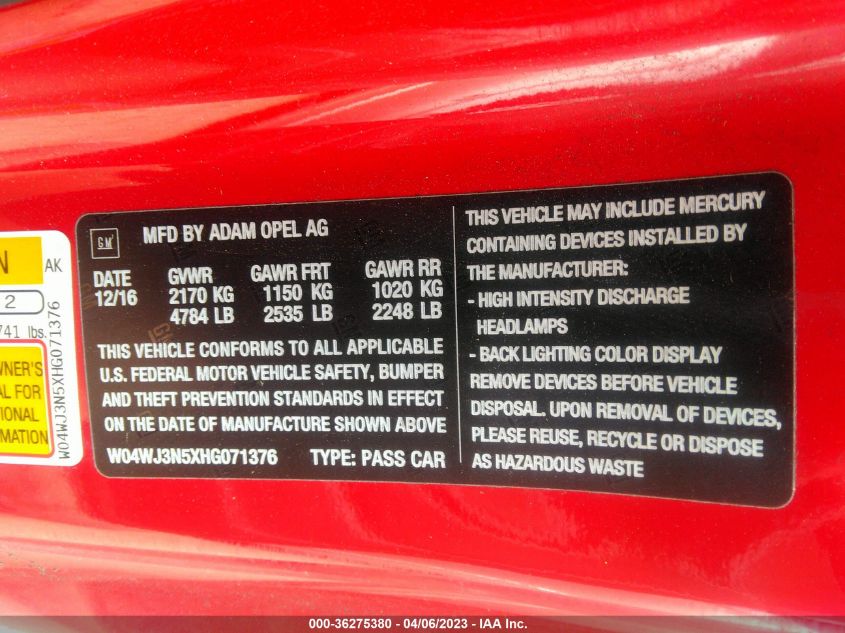 N
AK
2
741 lbs.
WNER'S
AL FOR
IONAL
RMATION
W04WJ3N5XHG071376
GM
MFD BY ADAM OPEL AG
DATE GVWR GAWR FRT GAWR RR
12/16 2170 KG 1150 KG 1020 KG
4784 LB 2535 LB 2248 LB
THIS VEHICLE CONFORMS TO ALL APPLICABLE
U.S. FEDERAL MOTOR VEHICLE SAFETY, BUMPER
AND THEFT PREVENTION STANDARDS IN EFFECT
ON THE DATE OF MANUFACTURE SHOWN ABOVE
W04WJ3N5XHG071376 TYPE: PASS CAR
THIS VEHICLE MAY INCLUDE MERCURY
CONTAINING DEVICES INSTALLED BY
THE MANUFACTURER:
- HIGH INTENSITY DISCHARGE
HEADLAMPS
- BACK LIGHTING COLOR DISPLAY
REMOVE DEVICES BEFORE VEHICLE
DISPOSAL. UPON REMOVAL OF DEVICES,
PLEASE REUSE, RECYCLE OR DISPOSE
AS HAZARDOUS WASTE
000-36275380 - 04/06/2023 - IAA Inc.